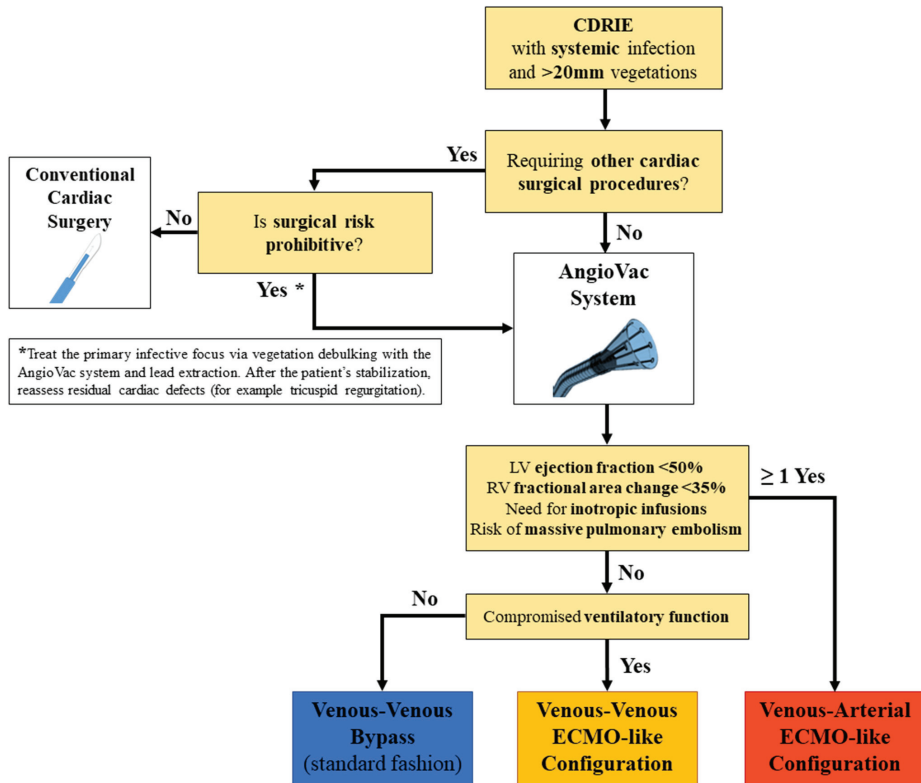 CDRIE
with systemic infection
and >20mm vegetations
Yes
Requiring other cardiac
surgical procedures?
Conventional
Cardiac
Surgery
No
Is surgical risk
prohibitive?
No
Yes *
AngioVac
System
*Treat the primary infective focus via vegetation debulking with the
AngioVac system and lead extraction. After the patient's stabilization,
reassess residual cardiac defects (for example tricuspid regurgitation).
LV ejection fraction <50%
RV fractional area change <35%
Need for inotropic infusions
Risk of massive pulmonary embolism
≥ 1 Yes
No
No
Compromised ventilatory function
Yes
Venous-Venous
Bypass
(standard fashion)
Venous-Venous
ECMO-like
Configuration
Venous-Arterial
ECMO-like
Configuration